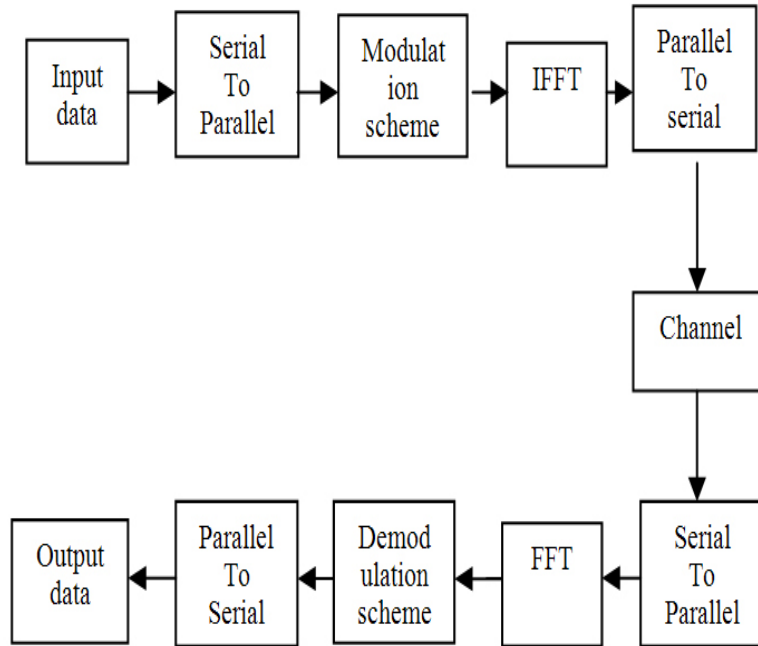 Input
data
Serial
To
Parallel
Modulat
ion
scheme
IFFT
Parallel
To
serial
Channel
Serial
To
Parallel
FFT
Demod
ulation
scheme
Parallel
To
Serial
Output
data